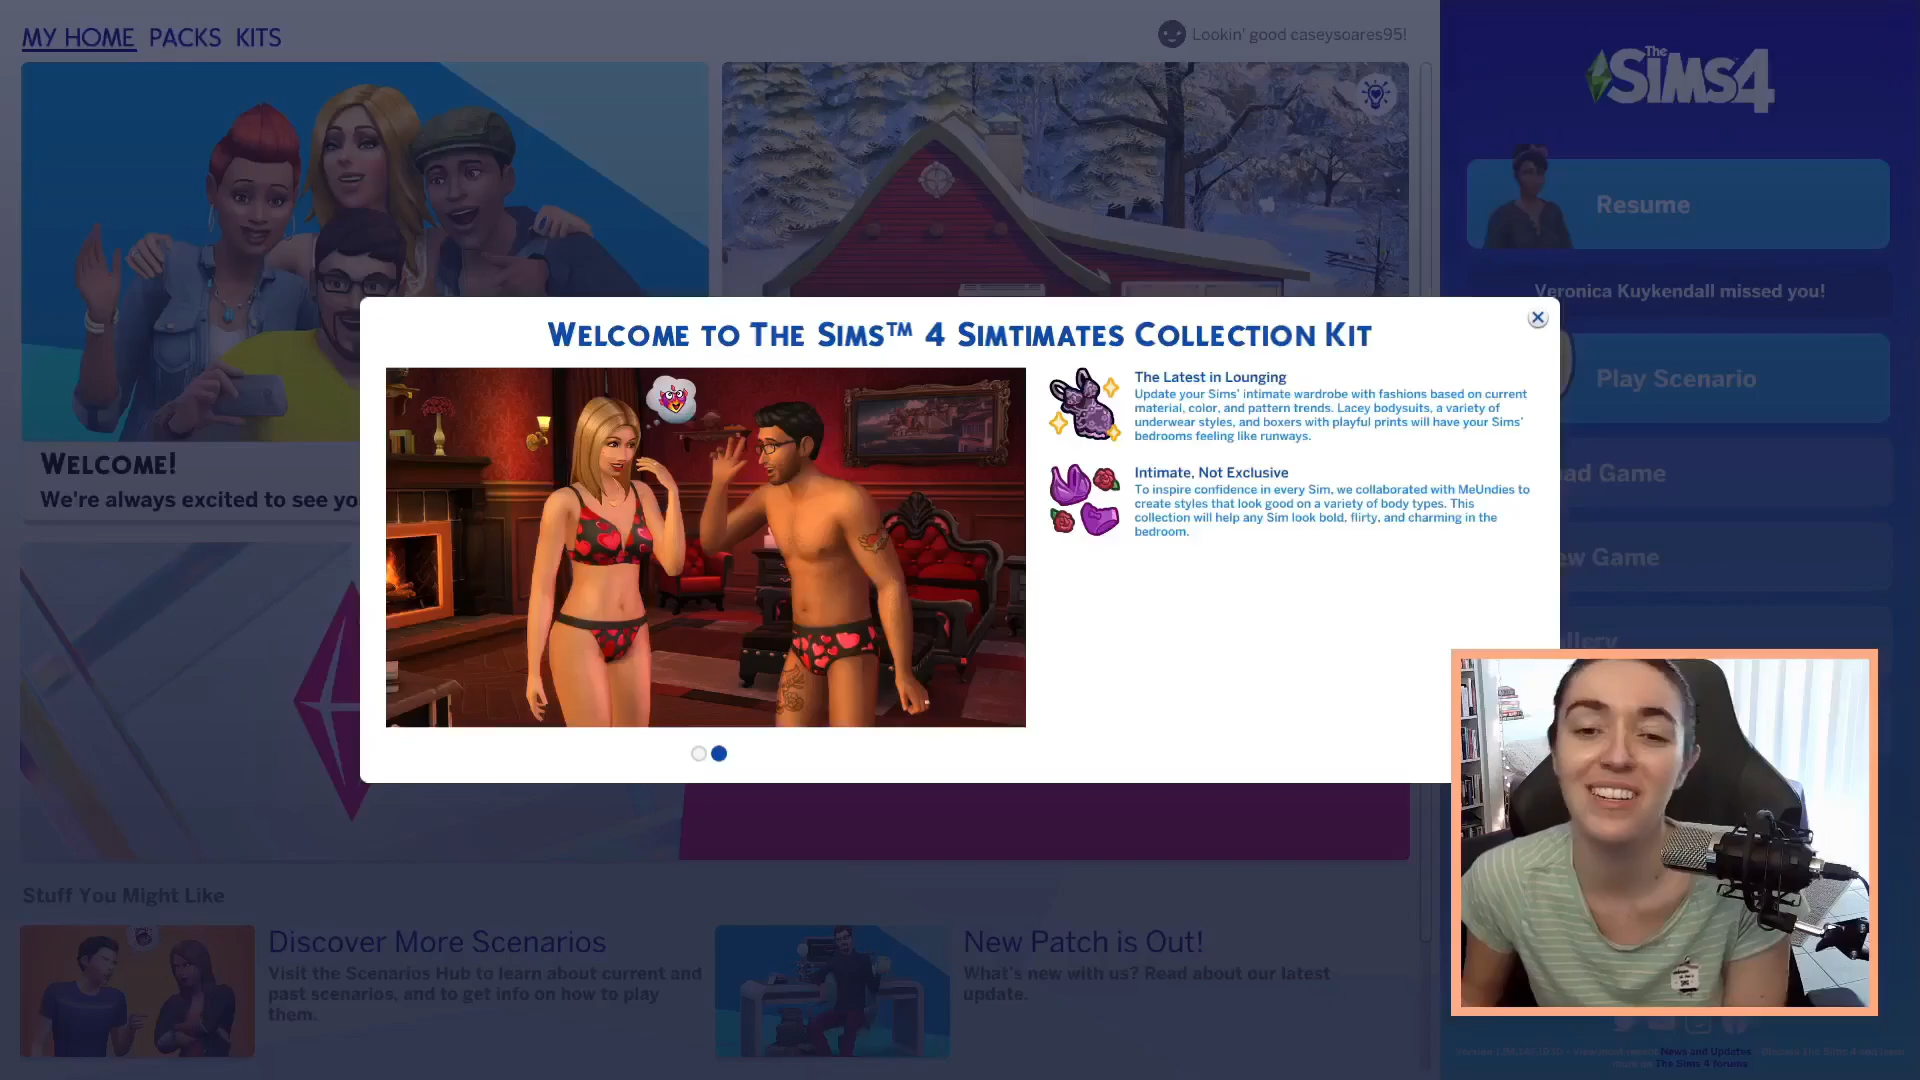 MY HOME PACKS KITS
Lookin' good caseysoares95!
The SiMS4
Resume
Veronica Kuykendall missed you!
Play Scenario
ad Game
ew Game
allery
WELCOME!
We're always excited to see yo
WELCOME TO THE SIMS™ 4 SIMTIMATES COLLECTION KIT
The Latest in Lounging
Update your Sims' intimate wardrobe with fashions based on current
material, color, and pattern trends. Lacey bodysuits, a variety of
underwear styles, and boxers with playful prints will have your Sims'
bedrooms feeling like runways.
Intimate, Not Exclusive
To inspire confidence in every Sim, we collaborated with MeUndies to
create styles that look good on a variety of body types. This
collection will help any Sim look bold, flirty, and charming in the
bedroom.
Stuff You Might Like
Discover More Scenarios
Visit the Scenarios Hub to learn about current and
past scenarios, and to get info on how to play
them.
New Patch is Out!
What's new with us? Read about our latest
update.
News and Updates
The Sims 4 forums